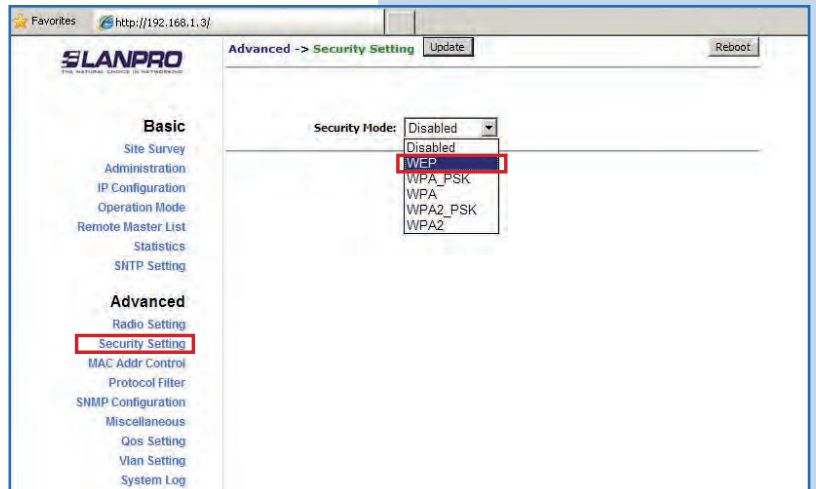 Favorites
http://192.168.1.3/
LANPRO
THE NATURAL CHOICE IN NETWORKING
Advanced -> Security Setting
Update
Reboot
Security Mode:
Disabled
Disabled
WEP
WPA_PSK
WPA
WPA2_PSK
WPA2
Basic
Site Survey
Administration
IP Configuration
Operation Mode
Remote Master List
Statistics
SNTP Setting
Advanced
Radio Setting
Security Setting
MAC Addr Control
Protocol Filter
SNMP Configuration
Miscellaneous
Qos Setting
Vlan Setting
System Log